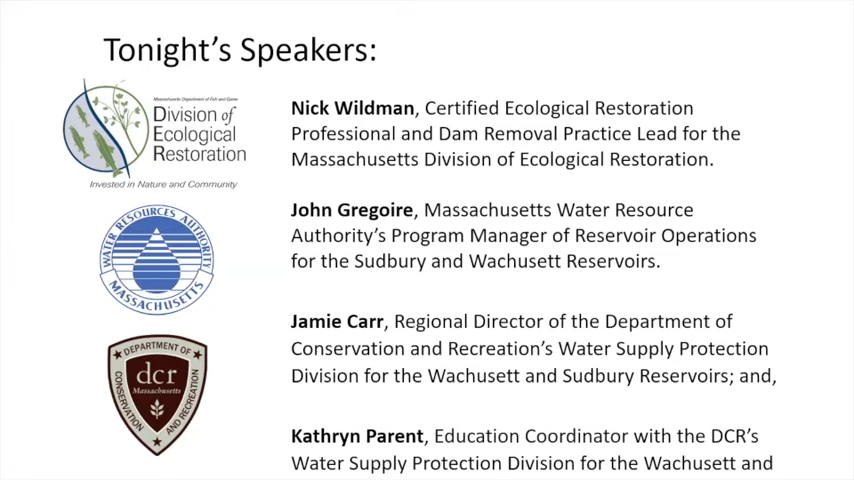 Tonight's Speakers:
Massachusetts Department of Fish and Game
Division of
Ecological
Restoration
Invested in Nature and Community
Nick Wildman, Certified Ecological Restoration
Professional and Dam Removal Practice Lead for the
Massachusetts Division of Ecological Restoration.
WATER RESOURCES AUTHORITY
MASSACHUSETTS
John Gregoire, Massachusetts Water Resource
Authority's Program Manager of Reservoir Operations
for the Sudbury and Wachusett Reservoirs.
DEPARTMENT OF
CONSERVATION
AND RECREATION
dcr
Massachusetts
Jamie Carr, Regional Director of the Department of
Conservation and Recreation's Water Supply Protection
Division for the Wachusett and Sudbury Reservoirs; and,
Kathryn Parent, Education Coordinator with the DCR's
Water Supply Protection Division for the Wachusett and